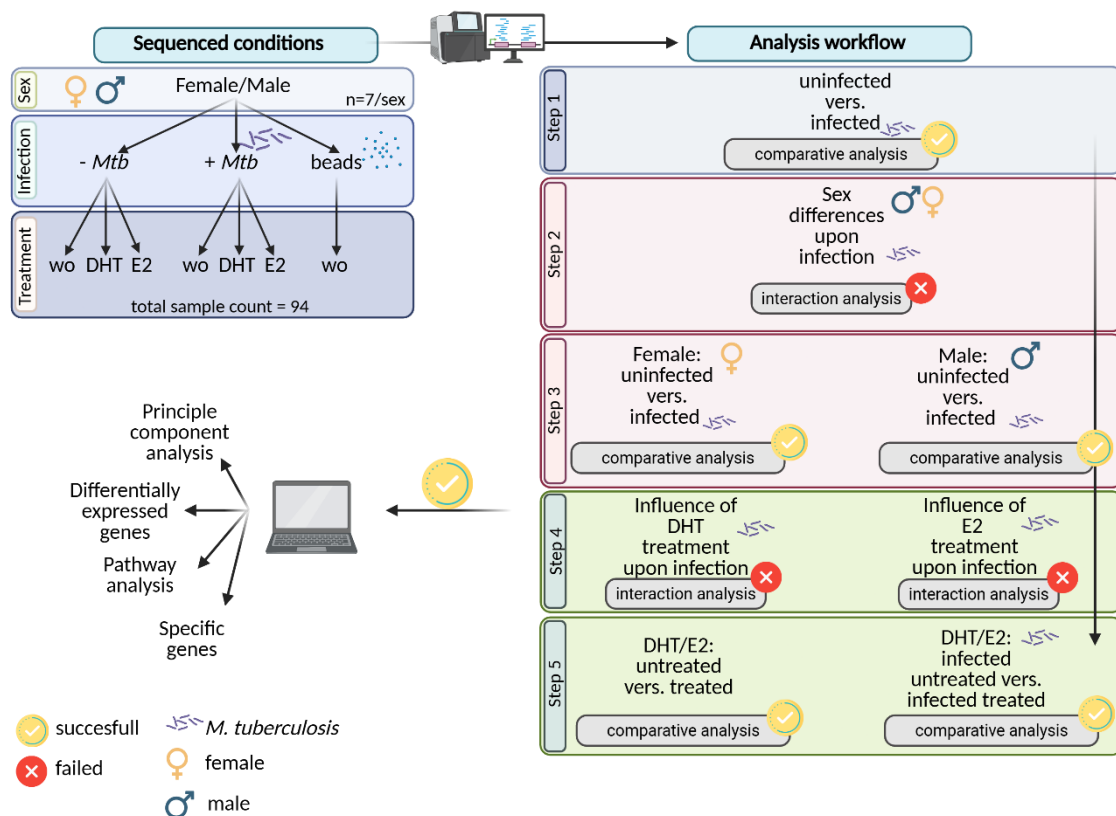 Sequenced conditions
Sex
Female/Male
n=7/sex
Infection
- Mtb
+ Mtb
beads
Treatment
wo DHT E2
wo DHT E2
wo
total sample count = 94
Analysis workflow
Step 1
uninfected
vers.
infected
comparative analysis
Step 2
Sex
differences
upon
infection
interaction analysis
Step 3
Female:
uninfected
vers.
infected
comparative analysis
Male:
uninfected
vers.
infected
comparative analysis
Step 4
Influence of
DHT
treatment
upon infection
interaction analysis
Influence of
E2
treatment
upon infection
interaction analysis
Step 5
DHT/E2:
untreated
vers. treated
comparative analysis
DHT/E2:
infected
untreated vers.
infected treated
comparative analysis
Principle
component
analysis
Differentially
expressed
genes
Pathway
analysis
Specific
genes
succesfull
failed
M. tuberculosis
female
male